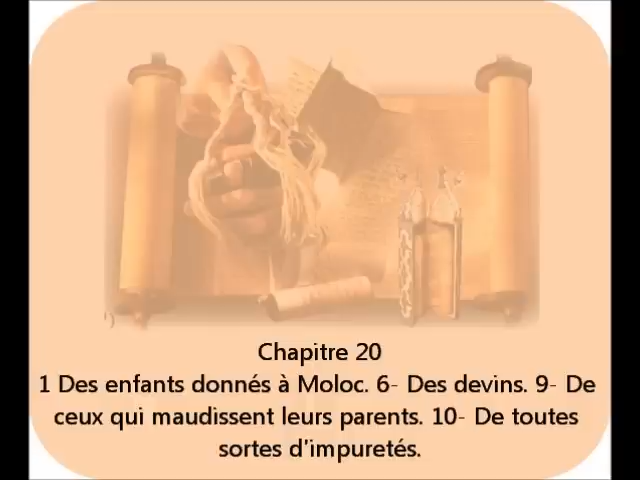 Chapitre 20
1 Des enfants donnés à Moloc. 6- Des devins. 9- De
ceux qui maudissent leurs parents. 10- De toutes
sortes d'impuretés.